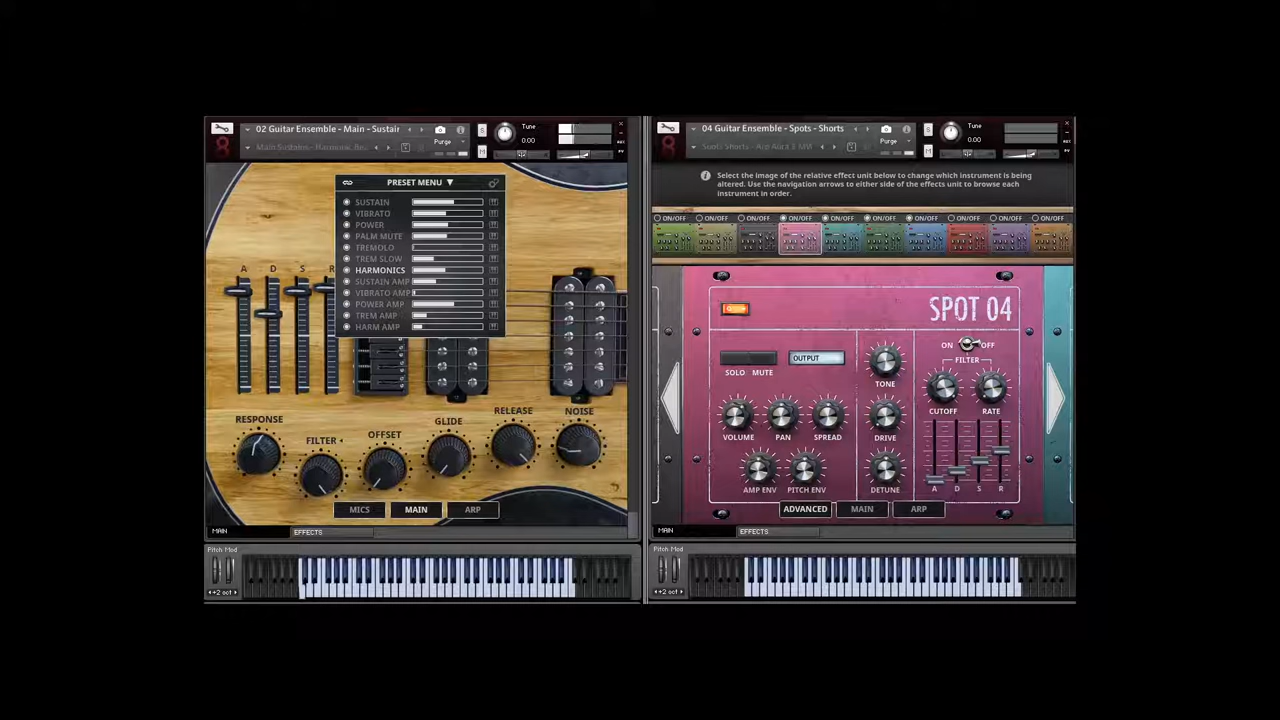 02 Guitar Ensemble - Main - Sustair
Tune
0.00
Purge
S
M
PRESET MENU ▼
SUSTAIN
VIBRATO
POWER
PALM MUTE
TREMOLO
TREM SLOW
HARMONICS
SUSTAIN AMP
VIBRATO AMP
POWER AMP
TREM AMP
HARM AMP
A D S R
RESPONSE
FILTER
OFFSET
GLIDE
RELEASE
NOISE
MICS MAIN ARP
MAIN EFFECTS
Pitch Mod
+2 oct
04 Guitar Ensemble - Spots - Shorts
Tune
0.00
Purge
S
M
Select the image of the relative effect unit below to change which instrument is being
altered. Use the navigation arrows to either side of the effects unit to browse each
instrument in order.
ON/OFF ON/OFF ON/OFF ON/OFF ON/OFF ON/OFF ON/OFF ON/OFF ON/OFF ON/OFF
SPOT 04
ON OFF
FILTER
OUTPUT
SOLO MUTE
TONE
CUTOFF RATE
VOLUME PAN SPREAD DRIVE
AMP ENV PITCH ENV DETUNE
A D S R
ADVANCED MAIN ARP
MAIN EFFECTS
Pitch Mod
+2 oct